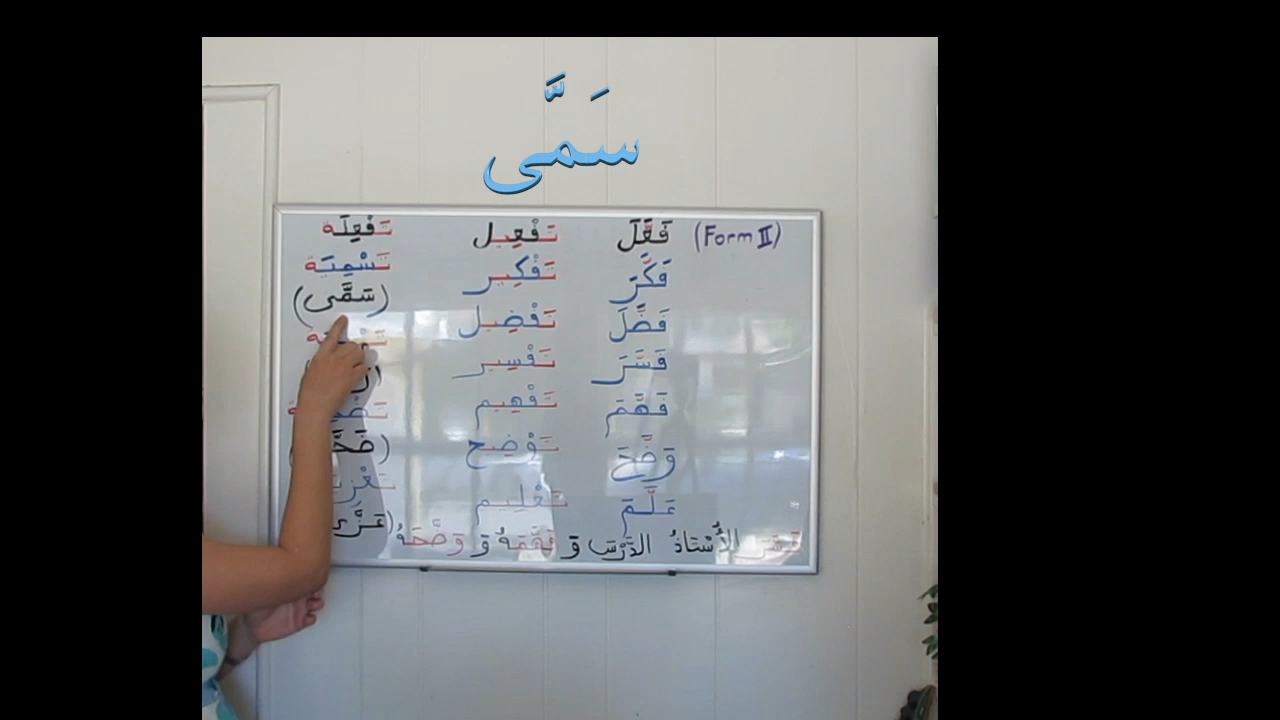 سَمَّى
(Form II) فَعَّلَ تَفْعِيل تَفْعِلَة
فَكَّرَ تَفْكِير تَسْمِيَة
(سَمَّى)
فَضَّلَ تَفْضِيل
فَسَّرَ تَفْسِير
فَهَّمَ تَفْهِيم
وَضَّحَ تَوْضِيح
عَلَّمَ تَعْلِيم
فَسَّرَ الأُسْتَاذُ الدَّرْسَ وَ فَهَّمَهُ وَ وَضَّحَهُ